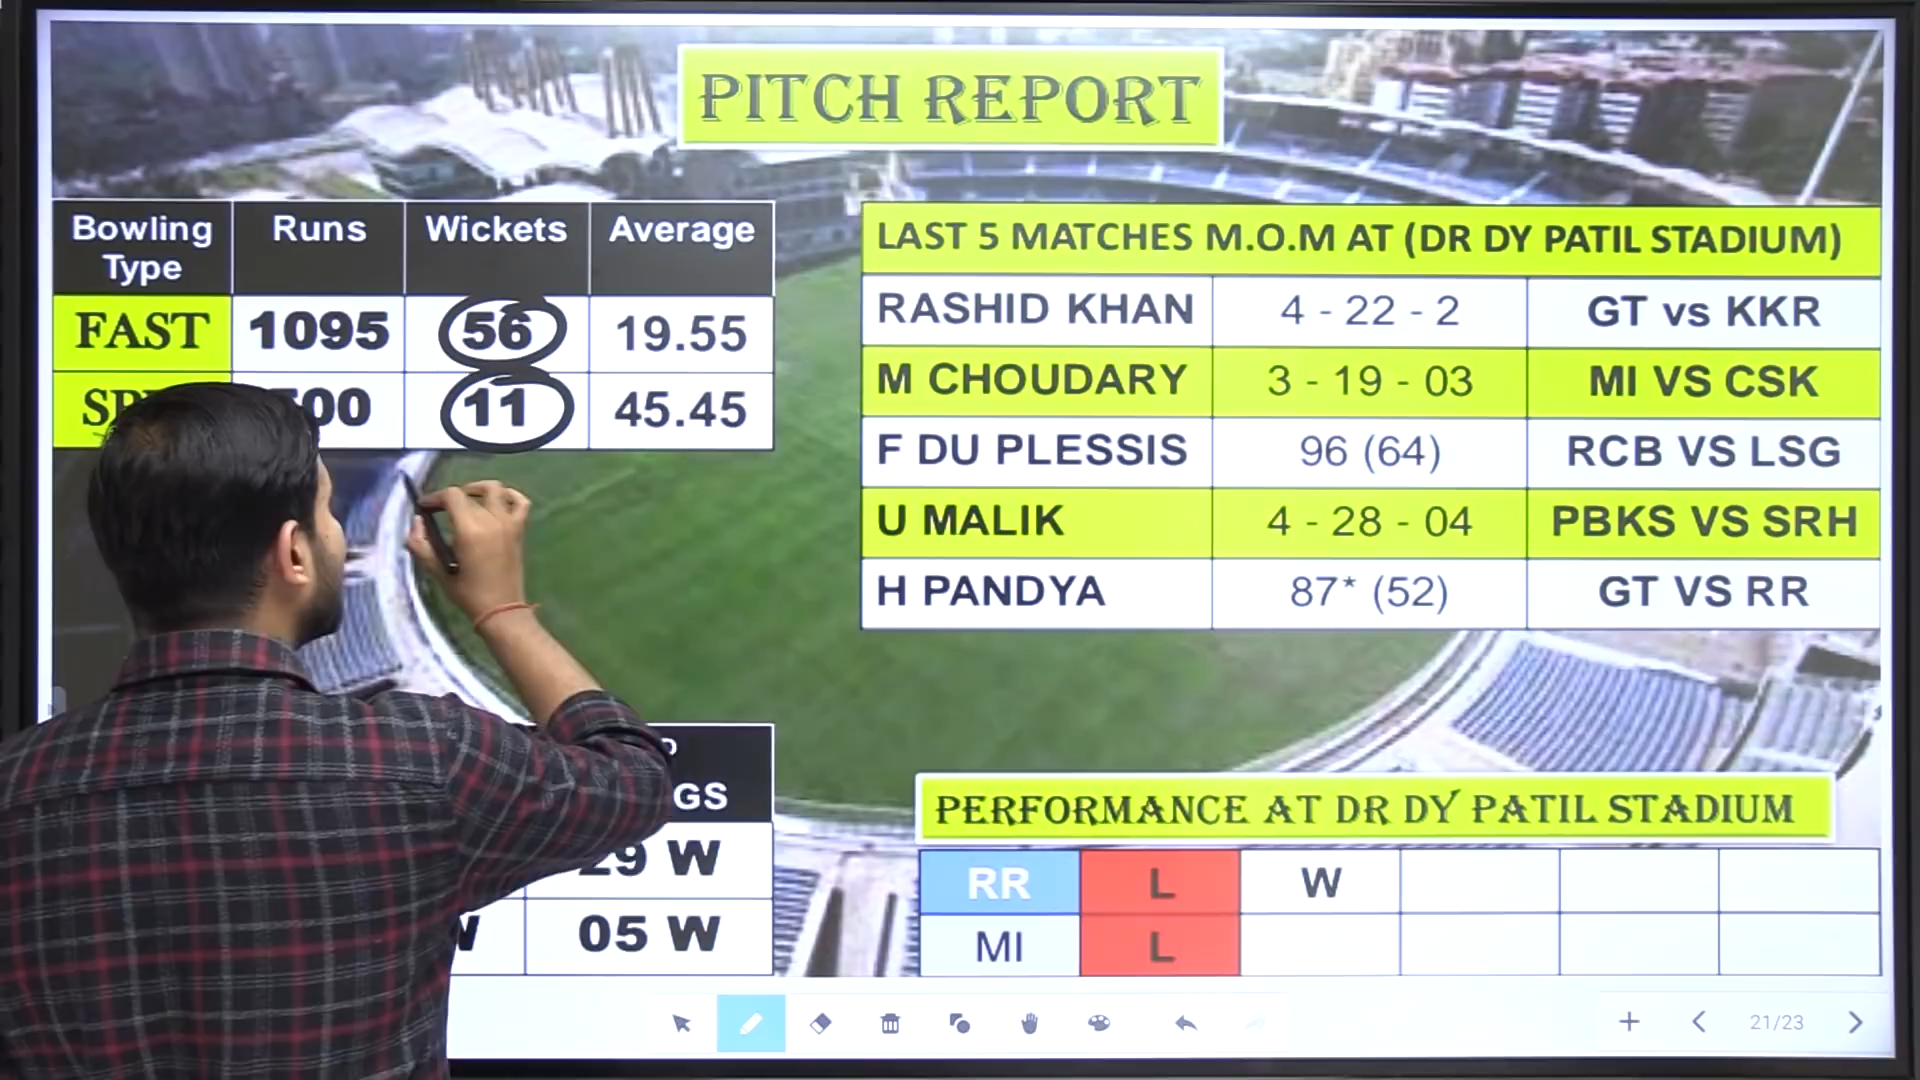 PITCH REPORT
Bowling Type Runs Wickets Average
FAST 1095 56 19.55
11 45.45
LAST 5 MATCHES M.O.M AT (DR DY PATIL STADIUM)
RASHID KHAN 4 - 22 - 2 GT vs KKR
M CHOUDARY 3 - 19 - 03 MI VS CSK
F DU PLESSIS 96 (64) RCB VS LSG
U MALIK 4 - 28 - 04 PBKS VS SRH
H PANDYA 87* (52) GT VS RR
29 W
05 W
PERFORMANCE AT DR DY PATIL STADIUM
RR L W
MI L
21/23